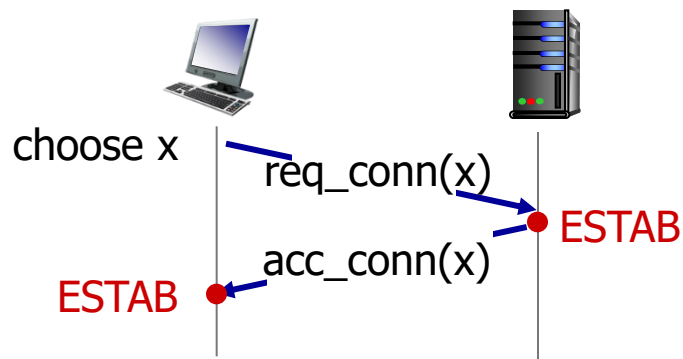 choose x
req_conn(x)
ESTAB
acc_conn(x)
ESTAB